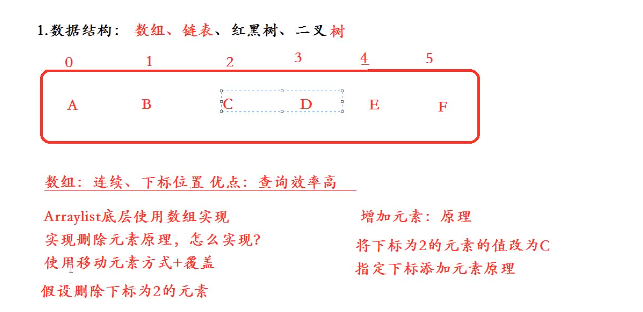 1.数据结构： 数组、链表、红黑树、二叉树
0 1 2 3 4 5
A B C D E F
数组：连续、下标位置 优点：查询效率高
Arraylist底层使用数组实现
实现删除元素原理，怎么实现?
使用移动元素方式+覆盖
假设删除下标为2的元素
增加元素：原理
将下标为2的元素的值改为C
指定下标添加元素原理